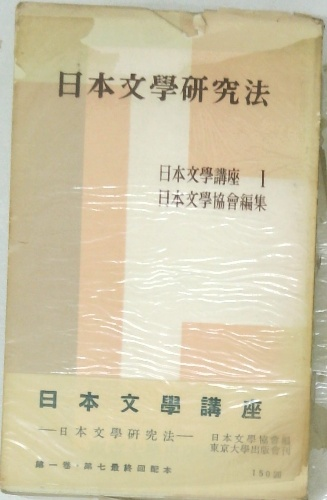 日本文學研究法
日本文學講座 1
日本文學協會編集
日本文學講座
―日本文學研究法―
日本文學協會編
東京大學出版會刊
第一巻・第七最終回配本
150圓